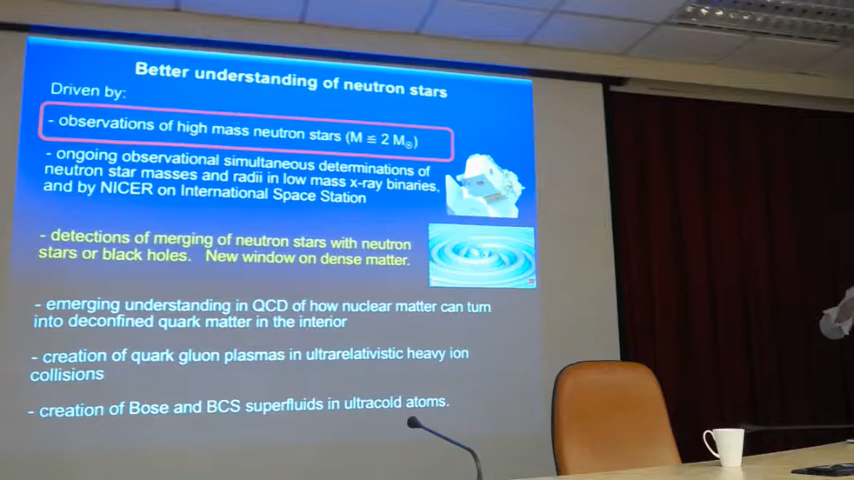 Better understanding of neutron stars
Driven by:
- observations of high mass neutron stars (M ≲ 2 M☉)
- ongoing observational simultaneous determinations of
neutron star masses and radii in low mass x-ray binaries,
and by NICER on International Space Station
- detections of merging of neutron stars with neutron
stars or black holes. New window on dense matter.
- emerging understanding in QCD of how nuclear matter can turn
into deconfined quark matter in the interior
- creation of quark gluon plasmas in ultrarelativistic heavy ion
collisions
- creation of Bose and BCS superfluids in ultracold atoms.